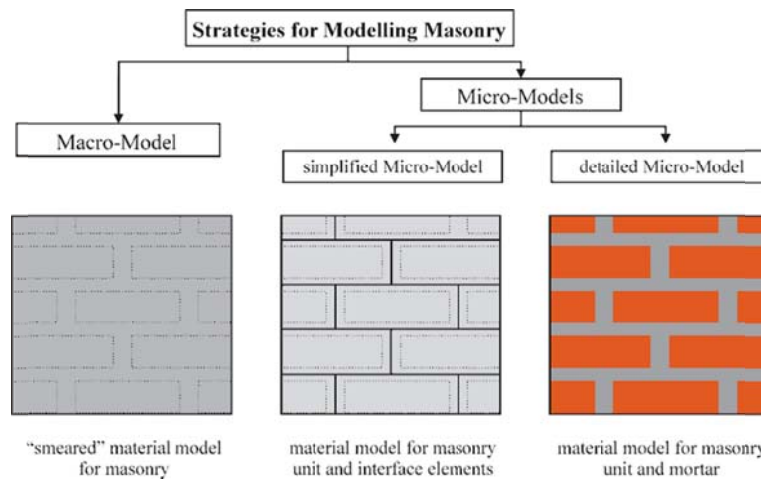 Strategies for Modelling Masonry
Micro-Models
Macro-Model
simplified Micro-Model
detailed Micro-Model
“smeared” material model
for masonry
material model for masonry
unit and interface elements
material model for masonry
unit and mortar